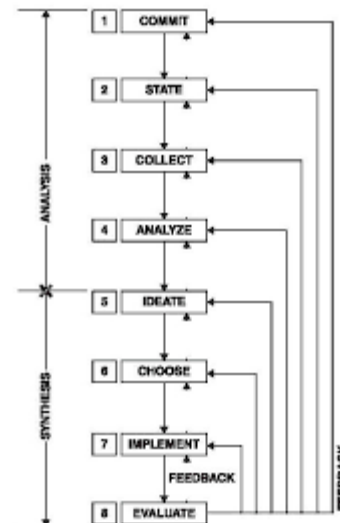 1 COMMIT
2 STATE
3 COLLECT
ANALYSIS
4 ANALYZE
5 IDEATE
6 CHOOSE
SYNTHESIS
7 IMPLEMENT
FEEDBACK
8 EVALUATE
FEEDBACK